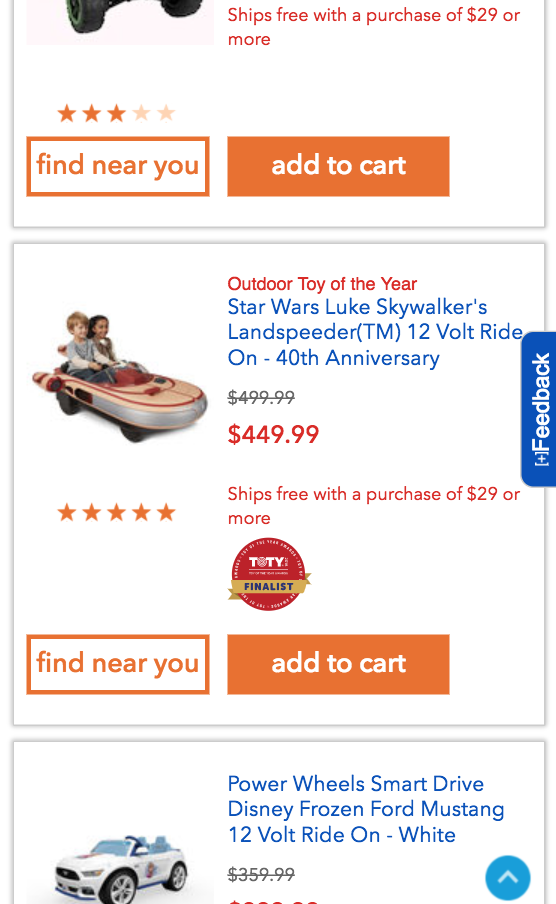 Ships free with a purchase of $29 or
more
find near you
add to cart
Outdoor Toy of the Year
Star Wars Luke Skywalker's
Landspeeder(TM) 12 Volt Ride
On - 40th Anniversary
$499.99
$449.99
[+]Feedback
Ships free with a purchase of $29 or
more
TOTY
FINALIST
find near you
add to cart
Power Wheels Smart Drive
Disney Frozen Ford Mustang
12 Volt Ride On - White
$359.99